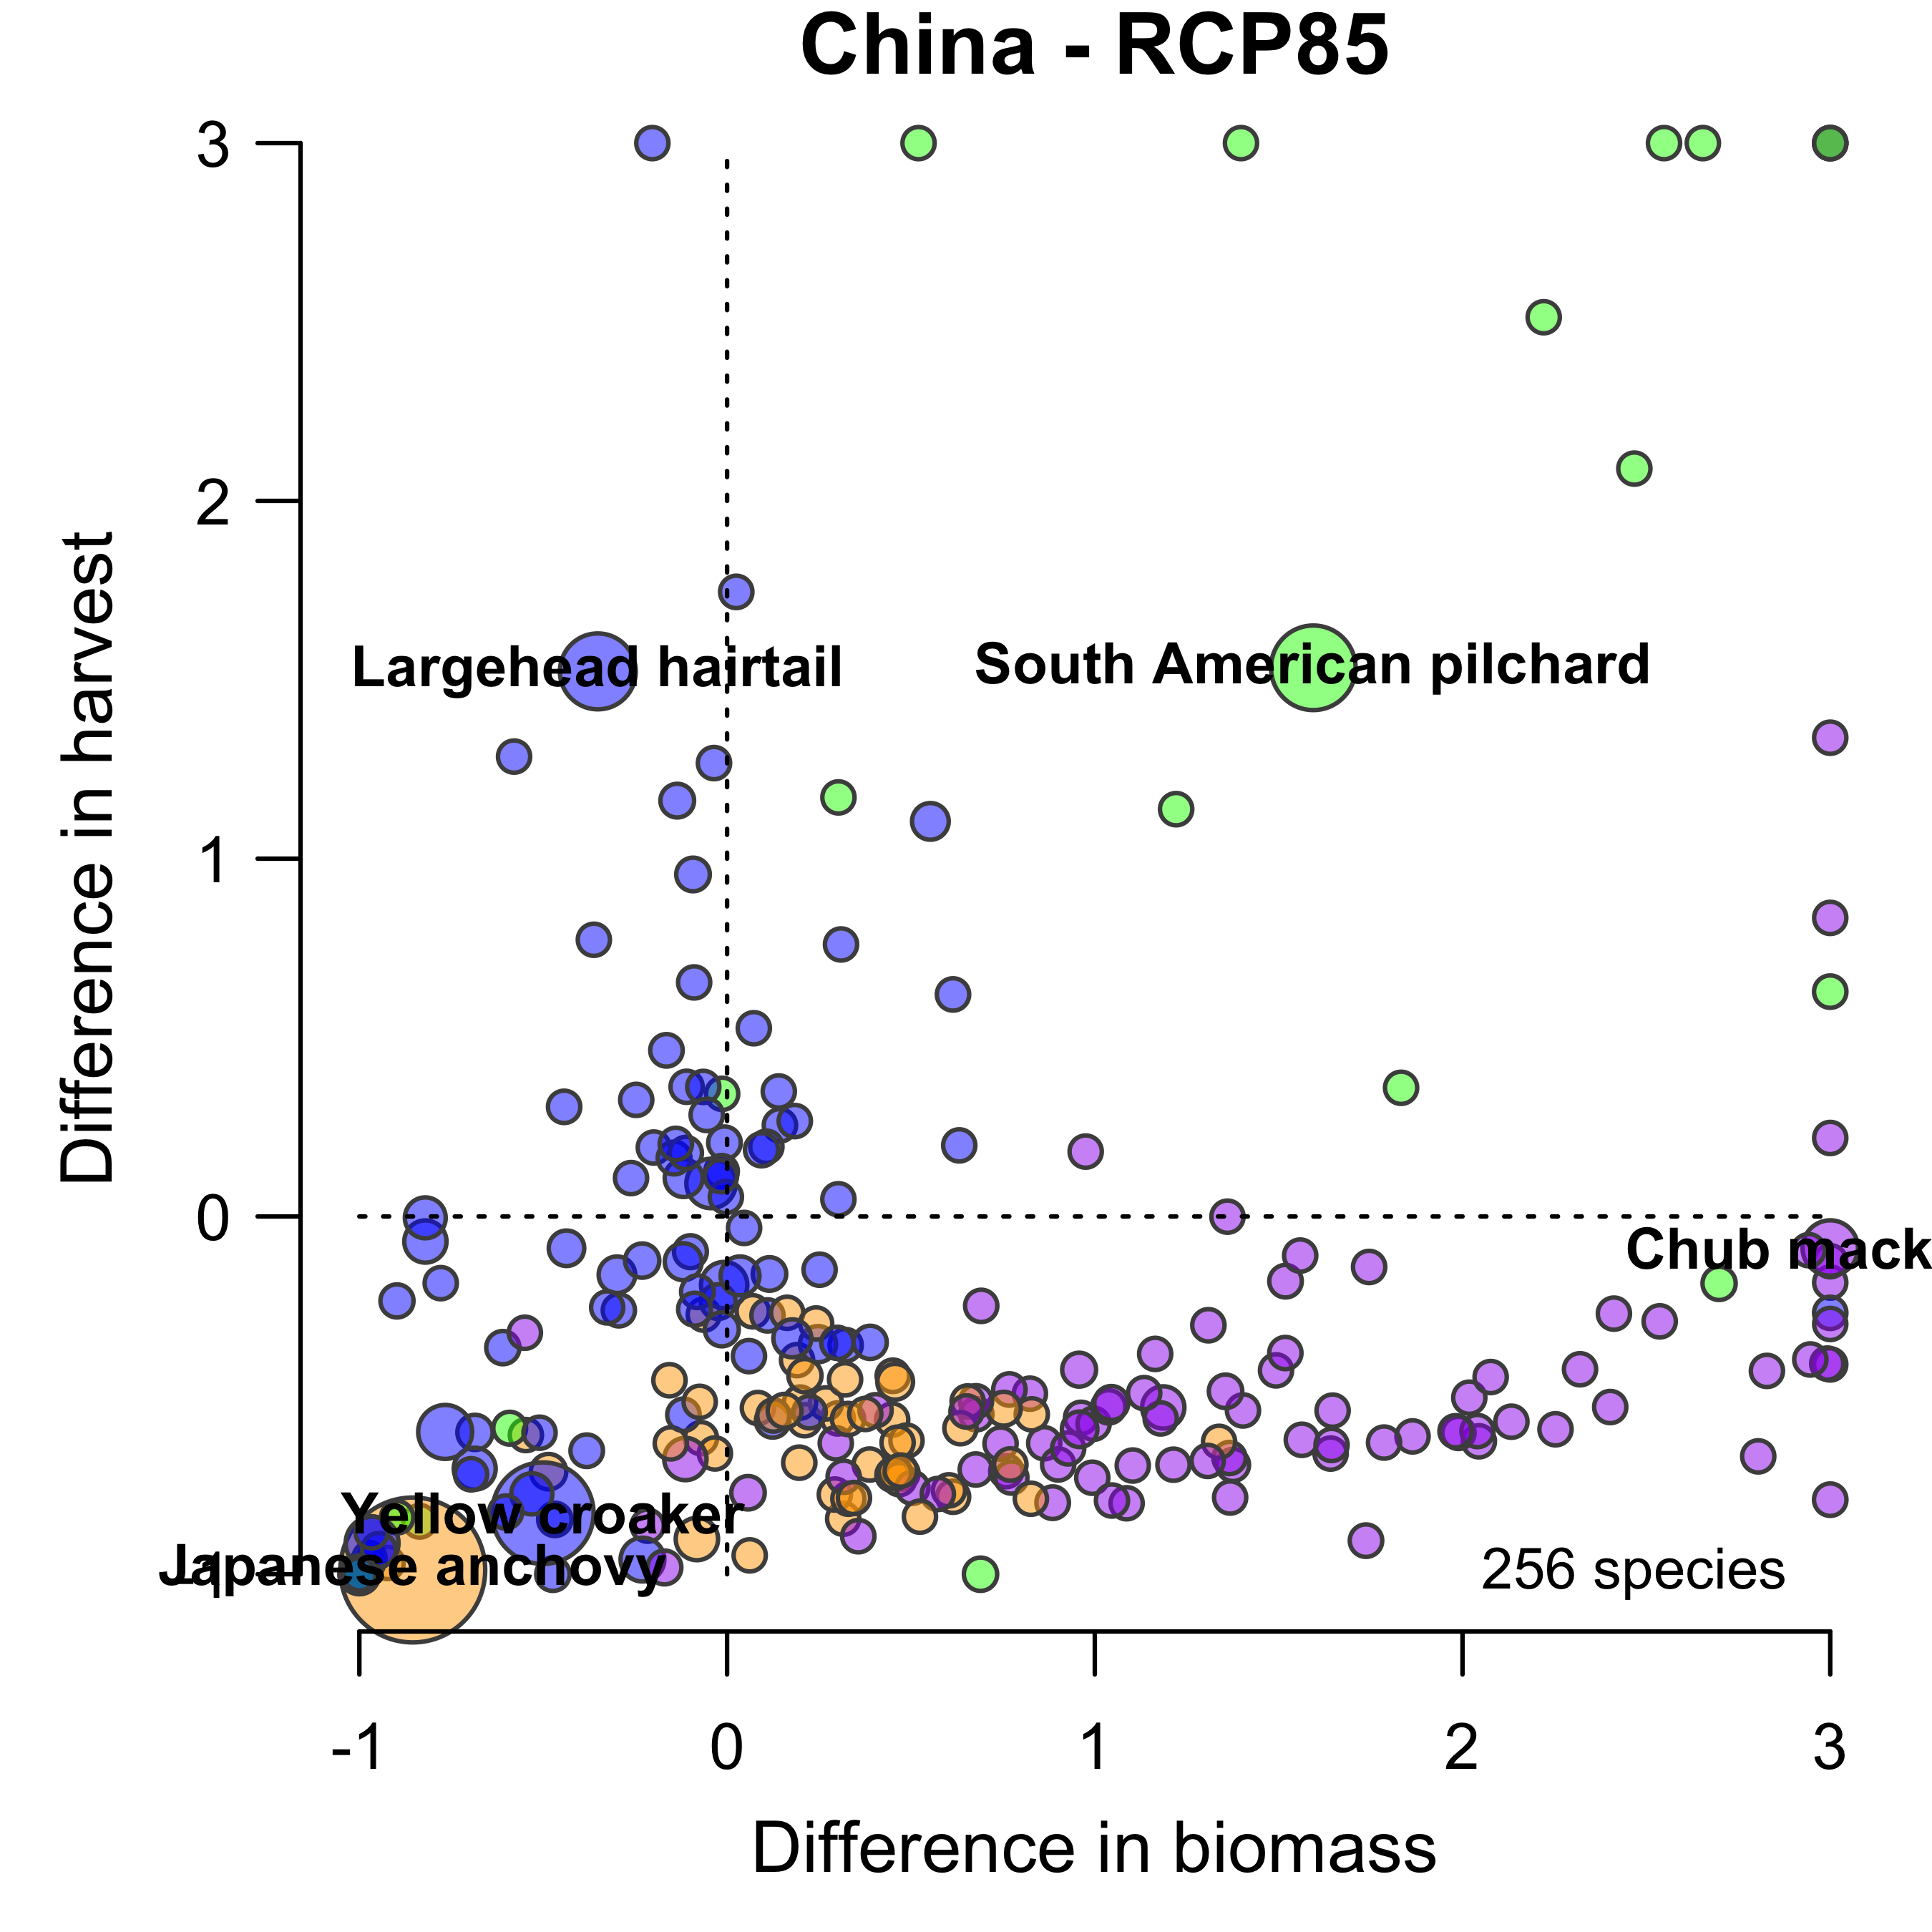 China - RCP85
3
2
Largehead hairtail
South American pilchard
1
Difference in harvest
0
Chub mack
Yellow croaker
Japanese anchovy
-1
256 species
-1 0 1 2 3
Difference in biomass